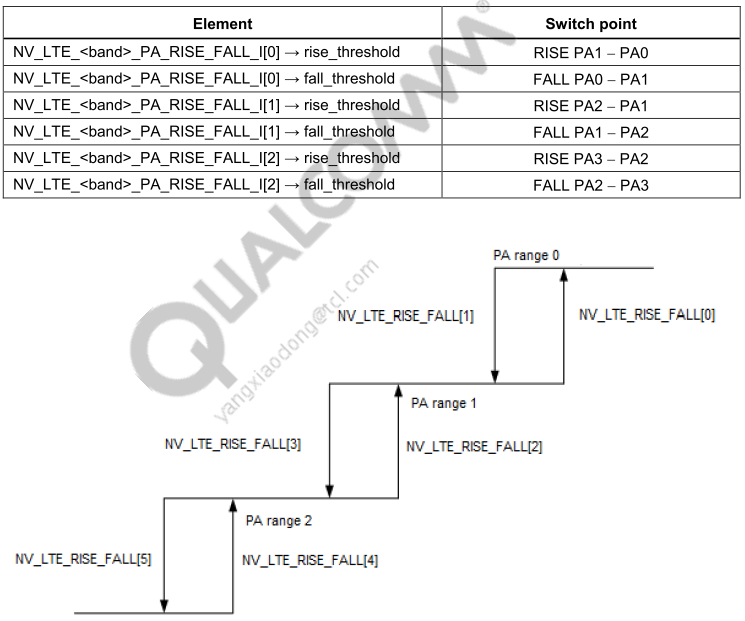 Element Switch point
NV_LTE_<band>_PA_RISE_FALL_I[0] → rise_threshold RISE PA1 – PA0
NV_LTE_<band>_PA_RISE_FALL_I[0] → fall_threshold FALL PA0 – PA1
NV_LTE_<band>_PA_RISE_FALL_I[1] → rise_threshold RISE PA2 – PA1
NV_LTE_<band>_PA_RISE_FALL_I[1] → fall_threshold FALL PA1 – PA2
NV_LTE_<band>_PA_RISE_FALL_I[2] → rise_threshold RISE PA3 – PA2
NV_LTE_<band>_PA_RISE_FALL_I[2] → fall_threshold FALL PA2 – PA3
QUALCOMM
yangxiaodong@tcl.com
PA range 0
NV_LTE_RISE_FALL[1] NV_LTE_RISE_FALL[0]
PA range 1
NV_LTE_RISE_FALL[3] NV_LTE_RISE_FALL[2]
PA range 2
NV_LTE_RISE_FALL[5] NV_LTE_RISE_FALL[4]